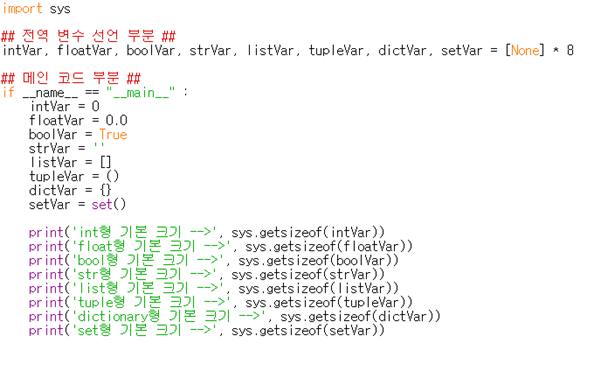 import sys

## 전역 변수 선언 부분 ##
intVar, floatVar, boolVar, strVar, listVar, tupleVar, dictVar, setVar = [None] * 8

## 메인 코드 부분 ##
if __name__ == "__main__" :
    intVar = 0
    floatVar = 0.0
    boolVar = True
    strVar = ''
    listVar = []
    tupleVar = ()
    dictVar = {}
    setVar = set()

    print('int형 기본 크기 -->', sys.getsizeof(intVar))
    print('float형 기본 크기 -->', sys.getsizeof(floatVar))
    print('bool형 기본 크기 -->', sys.getsizeof(boolVar))
    print('str형 기본 크기 -->', sys.getsizeof(strVar))
    print('list형 기본 크기 -->', sys.getsizeof(listVar))
    print('tuple형 기본 크기 -->', sys.getsizeof(tupleVar))
    print('dictionary형 기본 크기 -->', sys.getsizeof(dictVar))
    print('set형 기본 크기 -->', sys.getsizeof(setVar))